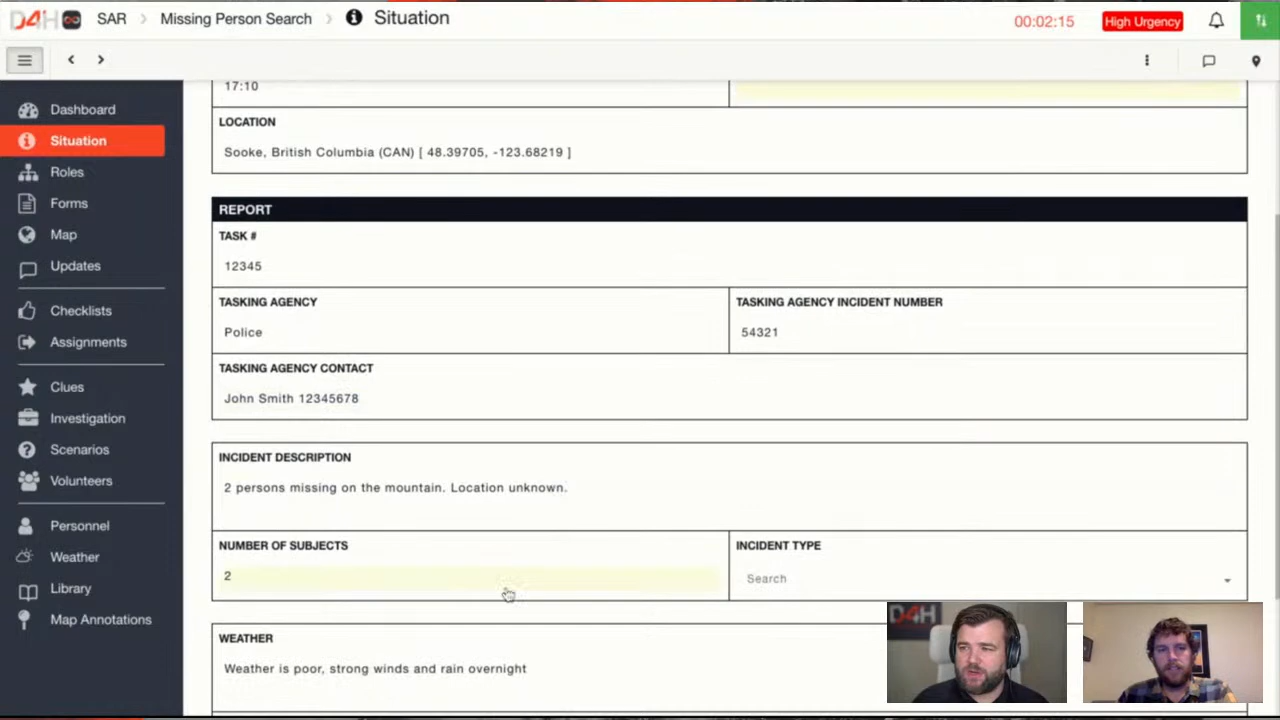 D4H SAR Missing Person Search Situation 00:02:15 High Urgency
Dashboard
Situation
Roles
Forms
Map
Updates
Checklists
Assignments
Clues
Investigation
Scenarios
Volunteers
Personnel
Weather
Library
Map Annotations
17:10
LOCATION
Sooke, British Columbia (CAN) [ 48.39705, -123.68219 ]
REPORT
TASK #
12345
TASKING AGENCY TASKING AGENCY INCIDENT NUMBER
Police 54321
TASKING AGENCY CONTACT
John Smith 12345678
INCIDENT DESCRIPTION
2 persons missing on the mountain. Location unknown.
NUMBER OF SUBJECTS INCIDENT TYPE
2 Search
WEATHER
Weather is poor, strong winds and rain overnight
D4H